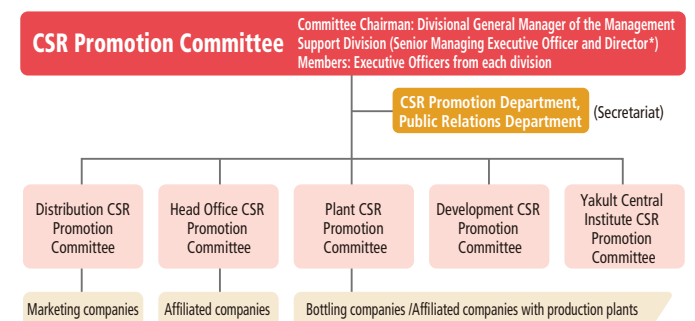 CSR Promotion Committee
Committee Chairman: Divisional General Manager of the Management
Support Division (Senior Managing Executive Officer and Director*)
Members: Executive Officers from each division
CSR Promotion Department,
Public Relations Department
(Secretariat)
Distribution CSR
Promotion
Committee
Head Office CSR
Promotion
Committee
Plant CSR
Promotion
Committee
Development CSR
Promotion
Committee
Yakult Central
Institute CSR
Promotion
Committee
Marketing companies
Affiliated companies
Bottling companies /Affiliated companies with production plants